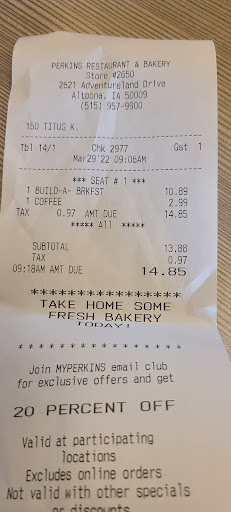 PERKINS RESTAURANT & BAKERY
Store #2650
2621 Adventureland Drive
Altoona, IA 50009
(515) 957-9900
150 TITUS K.
Tbl 14/1 Chk 2977 Gst 1
Mar29'22 09:06AM
*** SEAT # 1 ***
1 BUILD-A- BRKFST 10.89
1 COFFEE 2.99
TAX 0.97 AMT DUE 14.85
***** All *****
SUBTOTAL 13.88
TAX 0.97
09:18AM AMT DUE 14.85
****************
TAKE HOME SOME
FRESH BAKERY
TODAY!
****************
Join MYPERKINS email club
for exclusive offers and get
20 PERCENT OFF
Valid at participating
locations
Excludes online orders
Not valid with other specials
or discounts